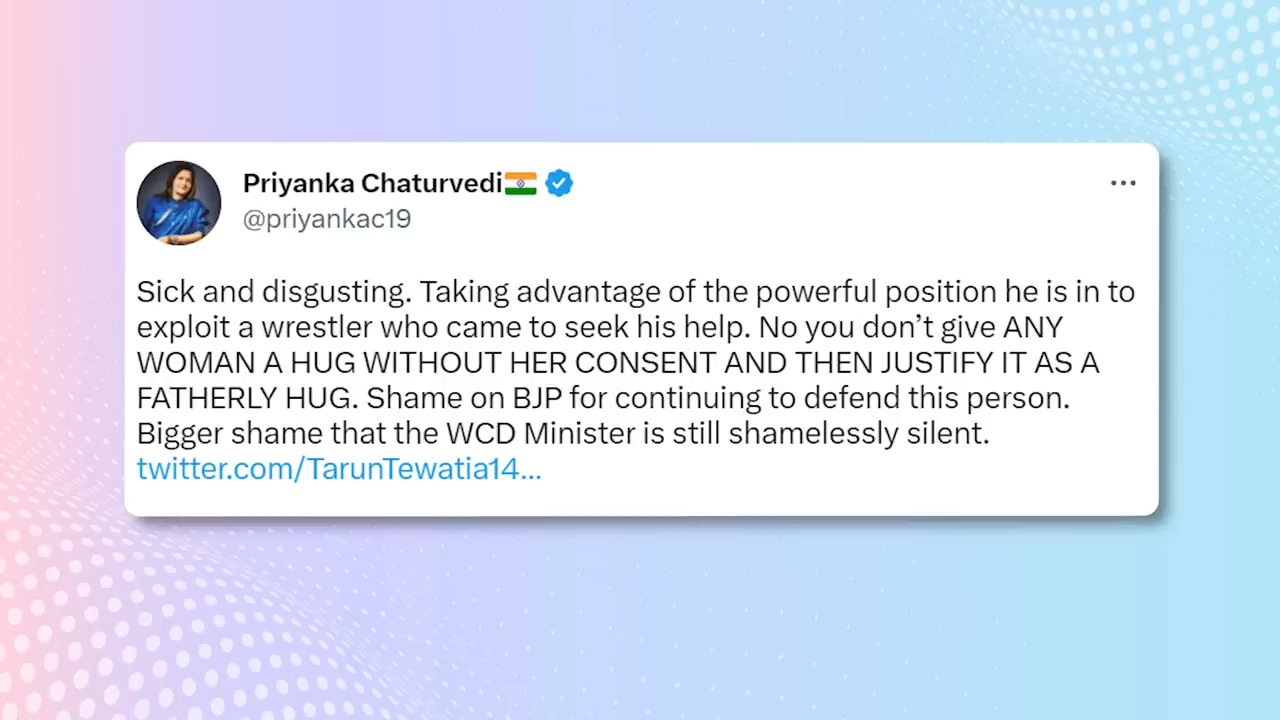 Priyanka Chaturvedi🇮🇳
@priyankac19
Sick and disgusting. Taking advantage of the powerful position he is in to
exploit a wrestler who came to seek his help. No you don’t give ANY
WOMAN A HUG WITHOUT HER CONSENT AND THEN JUSTIFY IT AS A
FATHERLY HUG. Shame on BJP for continuing to defend this person.
Bigger shame that the WCD Minister is still shamelessly silent.
twitter.com/TarunTewatia14...